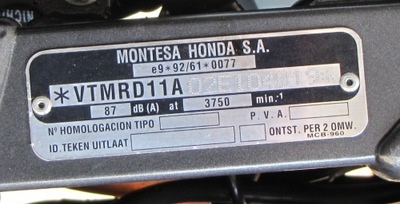 MONTESA HONDA S.A.
e9*92/61*0077
*VTMRD11A
87 dB(A) at 3750 min.-1
Nº HOMOLOGACION TIPO P.V.A.
ID.TEKEN UITLAAT ONTST. PER 2 OMW.
MCB-960